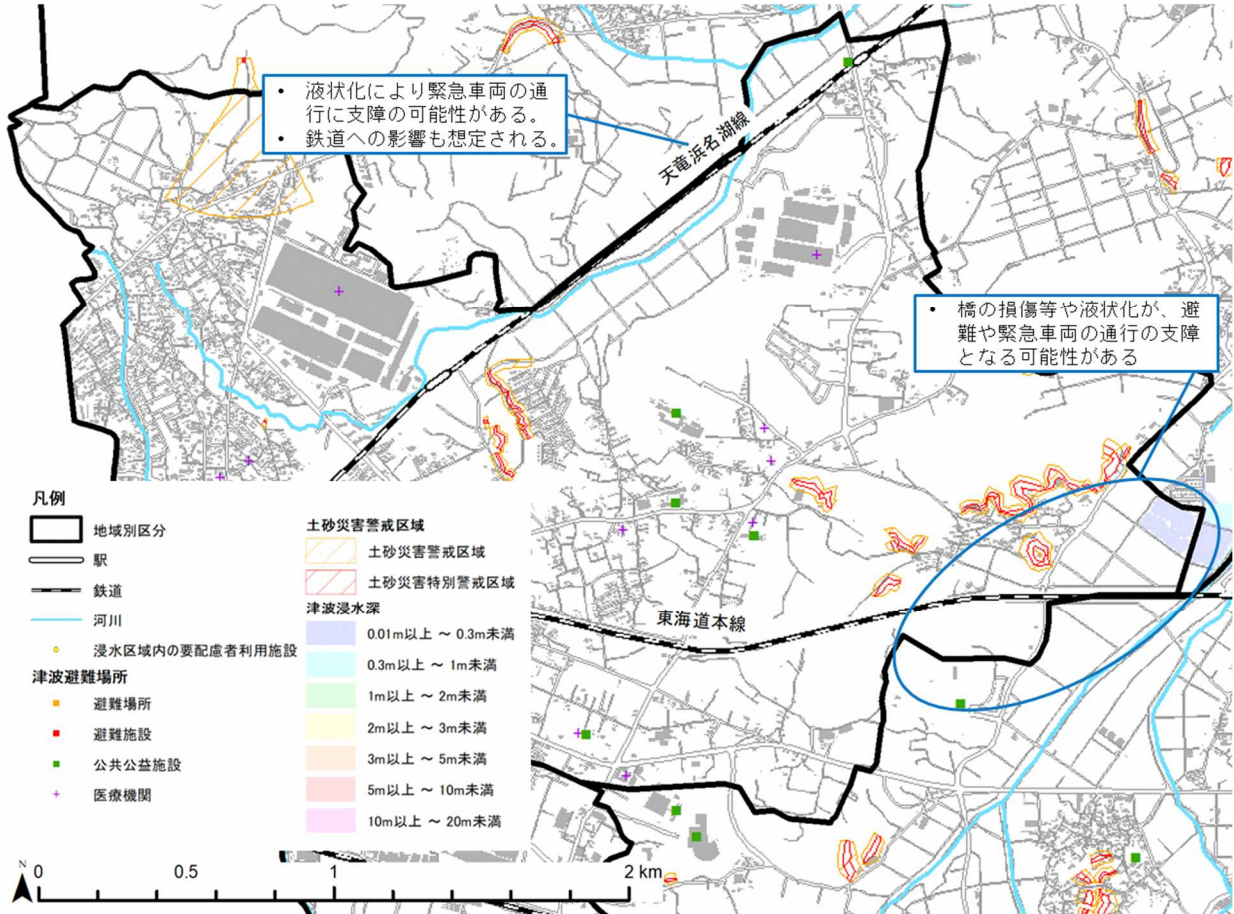 • 液状化により緊急車両の通
行に支障の可能性がある。
• 鉄道への影響も想定される。
天竜浜名湖線
• 橋の損傷等や液状化が、避
難や緊急車両の通行の支障
となる可能性がある
東海道本線
凡例
地域別区分
駅
鉄道
河川
浸水区域内の要配慮者利用施設
津波避難場所
避難場所
避難施設
公共公益施設
医療機関
土砂災害警戒区域
土砂災害警戒区域
土砂災害特別警戒区域
津波浸水深
0.01m以上 ～ 0.3m未満
0.3m以上 ～ 1m未満
1m以上 ～ 2m未満
2m以上 ～ 3m未満
3m以上 ～ 5m未満
5m以上 ～ 10m未満
10m以上 ～ 20m未満
N
0 0.5 1 2 km